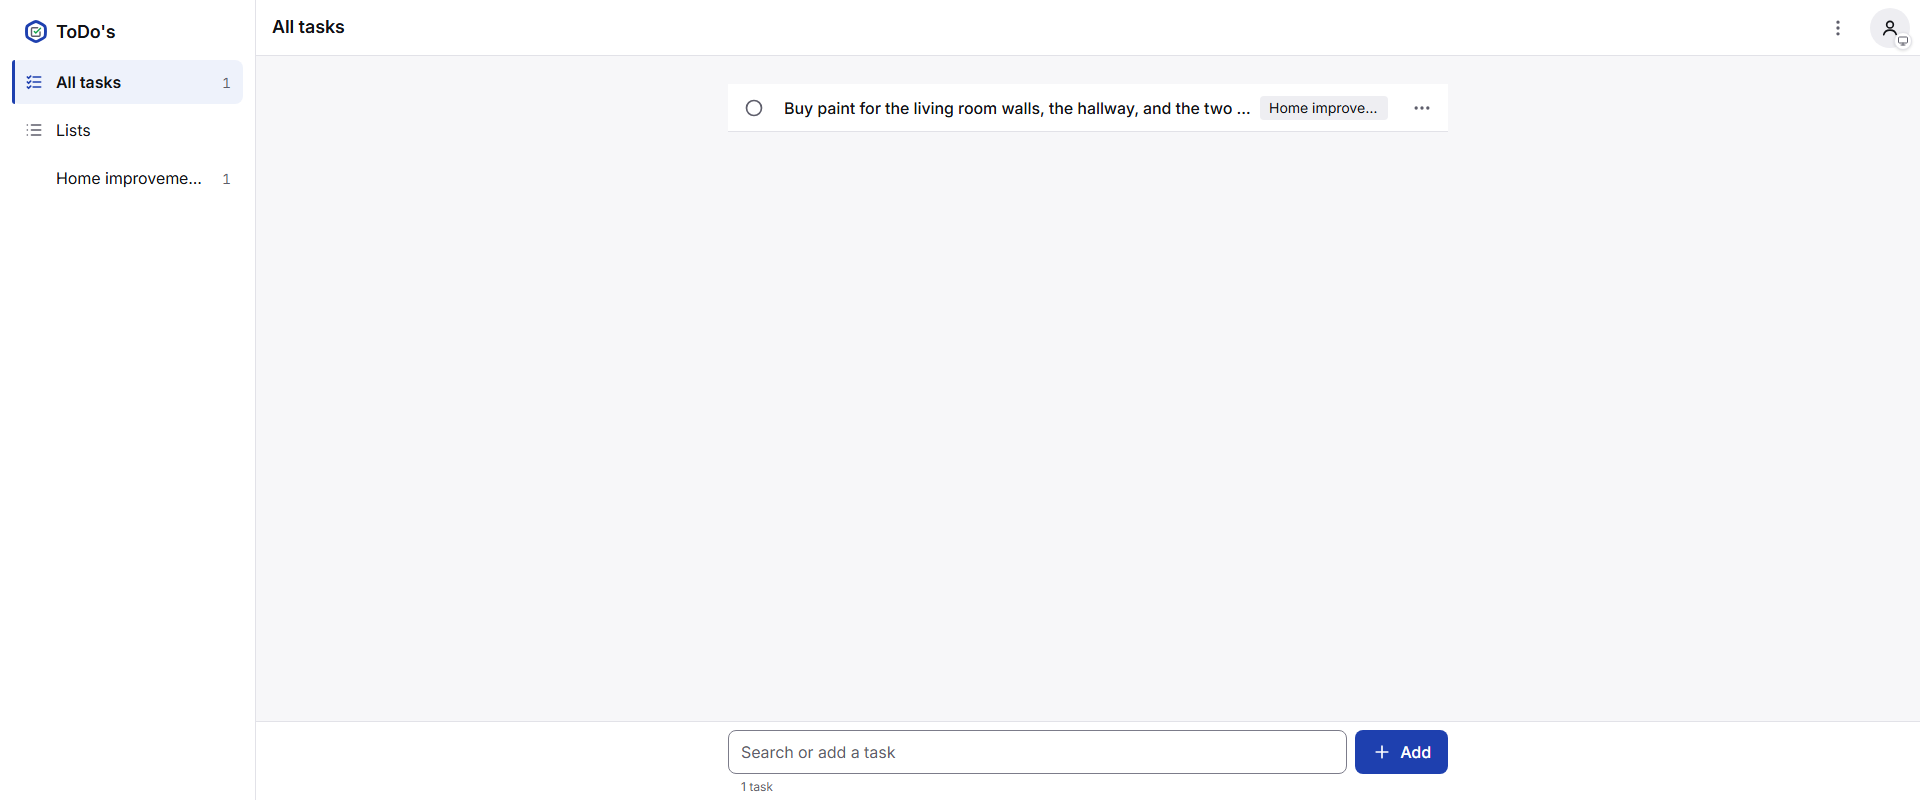 ToDo's
All tasks 1
Lists
Home improveme... 1
All tasks
Buy paint for the living room walls, the hallway, and the two ... Home improve...
Search or add a task
Add
1 task